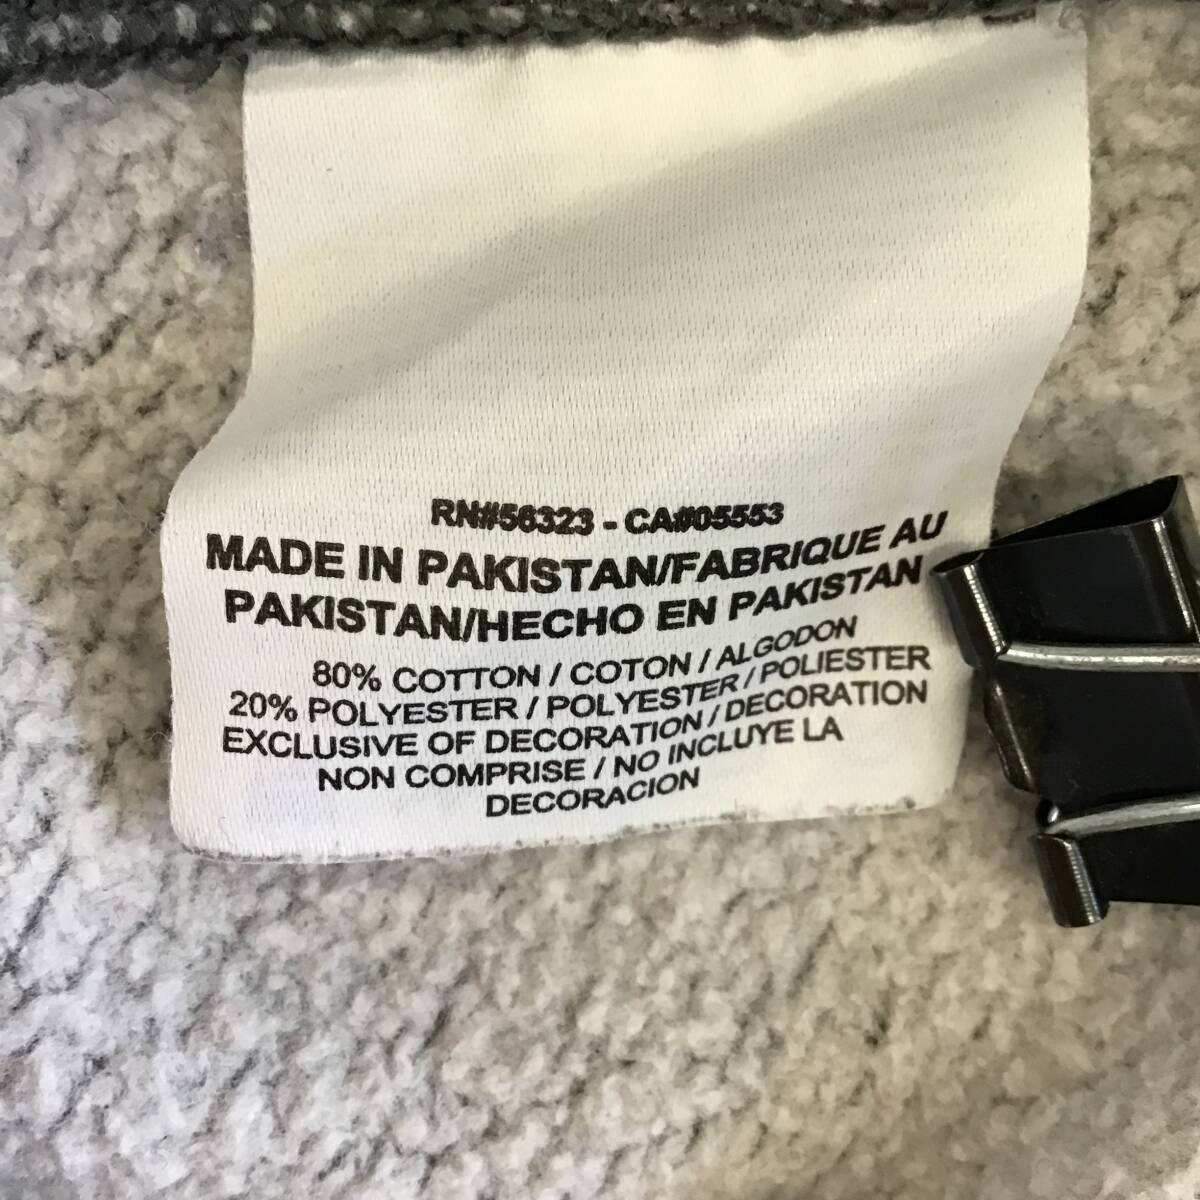 RN#56323 - CA#05553
MADE IN PAKISTAN/FABRIQUE AU
PAKISTAN/HECHO EN PAKISTAN
80% COTTON / COTON / ALGODON
20% POLYESTER / POLYESTER / POLIESTER
EXCLUSIVE OF DECORATION / DECORATION
NON COMPRISE / NO INCLUYE LA
DECORACION